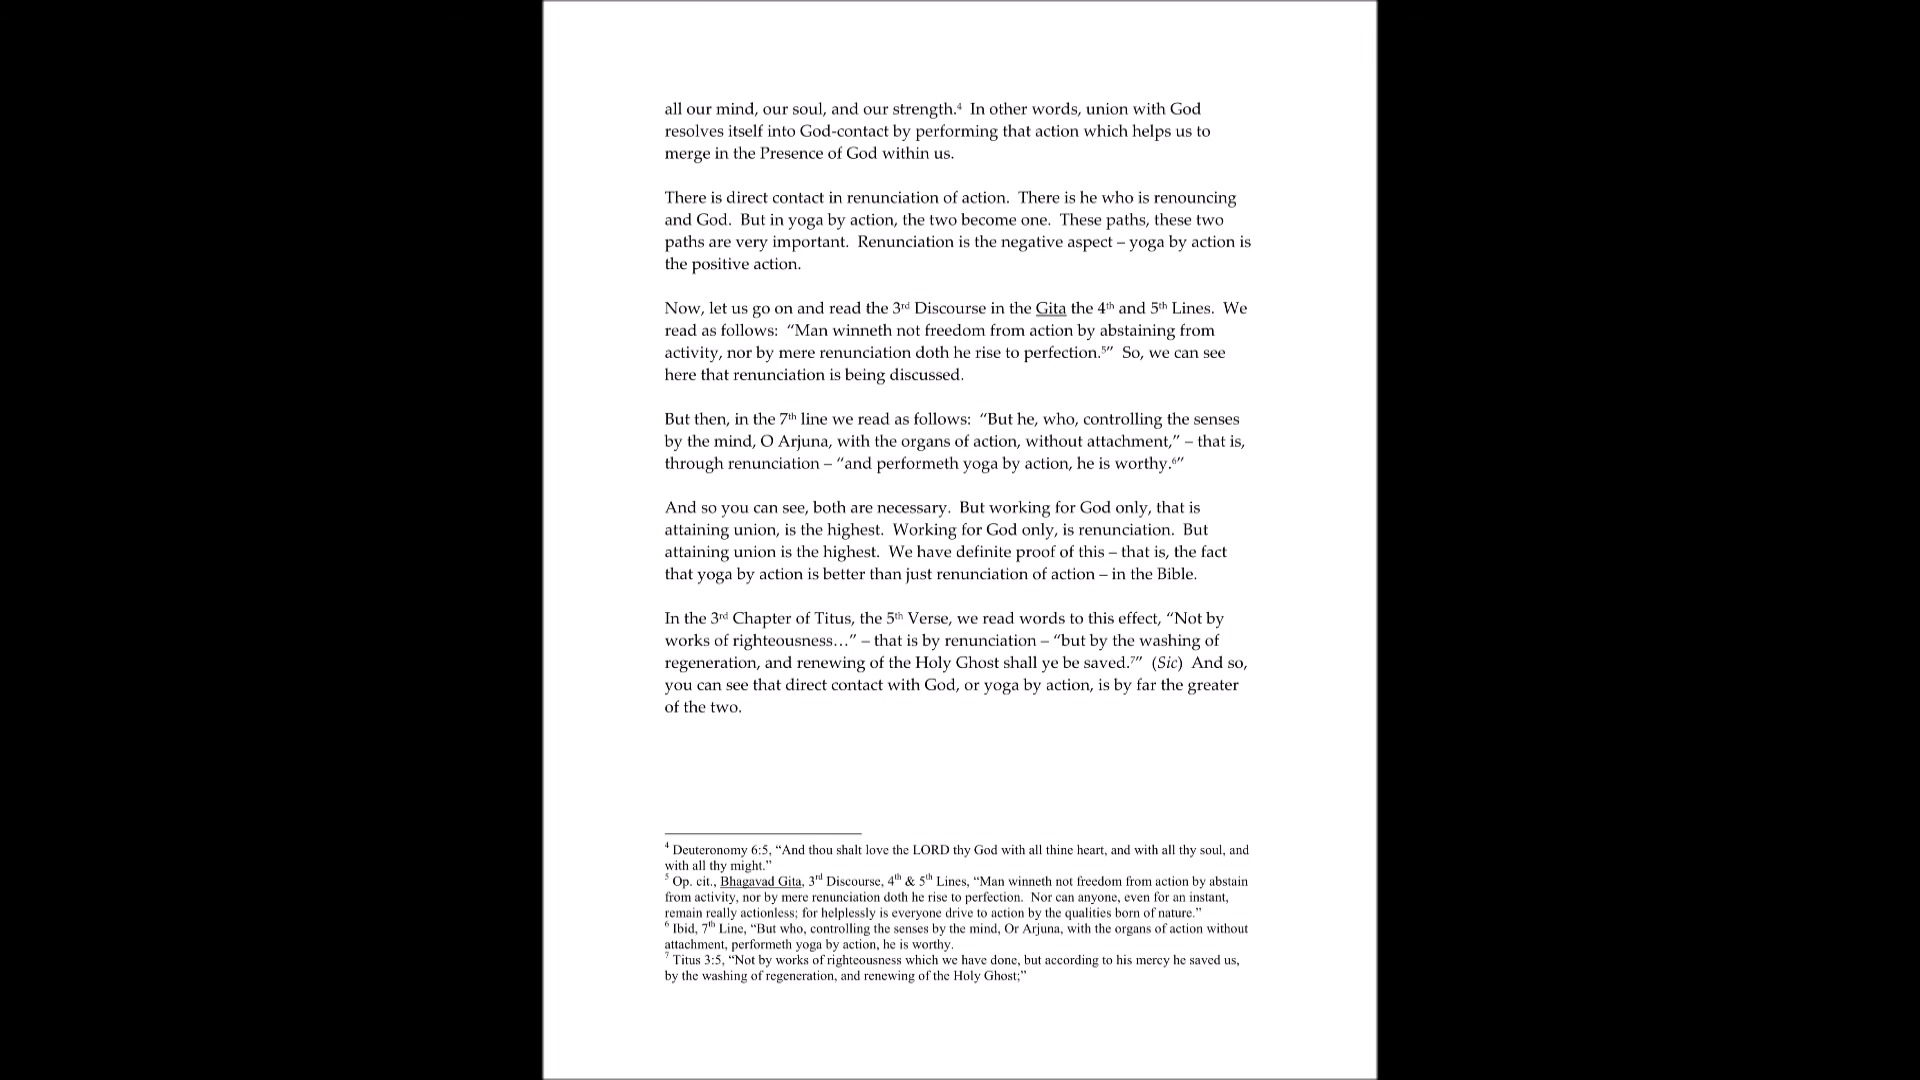 all our mind, our soul, and our strength.4  In other words, union with God
resolves itself into God-contact by performing that action which helps us to
merge in the Presence of God within us.
There is direct contact in renunciation of action.  There is he who is renouncing
and God.  But in yoga by action, the two become one.  These paths, these two
paths are very important.  Renunciation is the negative aspect – yoga by action is
the positive action.
Now, let us go on and read the 3rd Discourse in the Gita the 4th and 5th Lines.  We
read as follows:  “Man winneth not freedom from action by abstaining from
activity, nor by mere renunciation doth he rise to perfection.5”  So, we can see
here that renunciation is being discussed.
But then, in the 7th line we read as follows:  “But he, who, controlling the senses
by the mind, O Arjuna, with the organs of action, without attachment,” – that is,
through renunciation – “and performeth yoga by action, he is worthy.6”
And so you can see, both are necessary.  But working for God only, that is
attaining union, is the highest.  Working for God only, is renunciation.  But
attaining union is the highest.  We have definite proof of this – that is, the fact
that yoga by action is better than just renunciation of action – in the Bible.
In the 3rd Chapter of Titus, the 5th Verse, we read words to this effect, “Not by
works of righteousness…” – that is by renunciation – “but by the washing of
regeneration, and renewing of the Holy Ghost shall ye be saved.7”  (Sic)  And so,
you can see that direct contact with God, or yoga by action, is by far the greater
of the two.
4 Deuteronomy 6:5, “And thou shalt love the LORD thy God with all thine heart, and with all thy soul, and
with all thy might.”
5 Op. cit., Bhagavad Gita, 3rd Discourse, 4th & 5th Lines, “Man winneth not freedom from action by abstain
from activity, nor by mere renunciation doth he rise to perfection.  Nor can anyone, even for an instant,
remain really actionless; for helplessly is everyone drive to action by the qualities born of nature.”
6 Ibid, 7th Line, “But who, controlling the senses by the mind, Or Arjuna, with the organs of action without
attachment, performeth yoga by action, he is worthy.
7 Titus 3:5, “Not by works of righteousness which we have done, but according to his mercy he saved us,
by the washing of regeneration, and renewing of the Holy Ghost;”